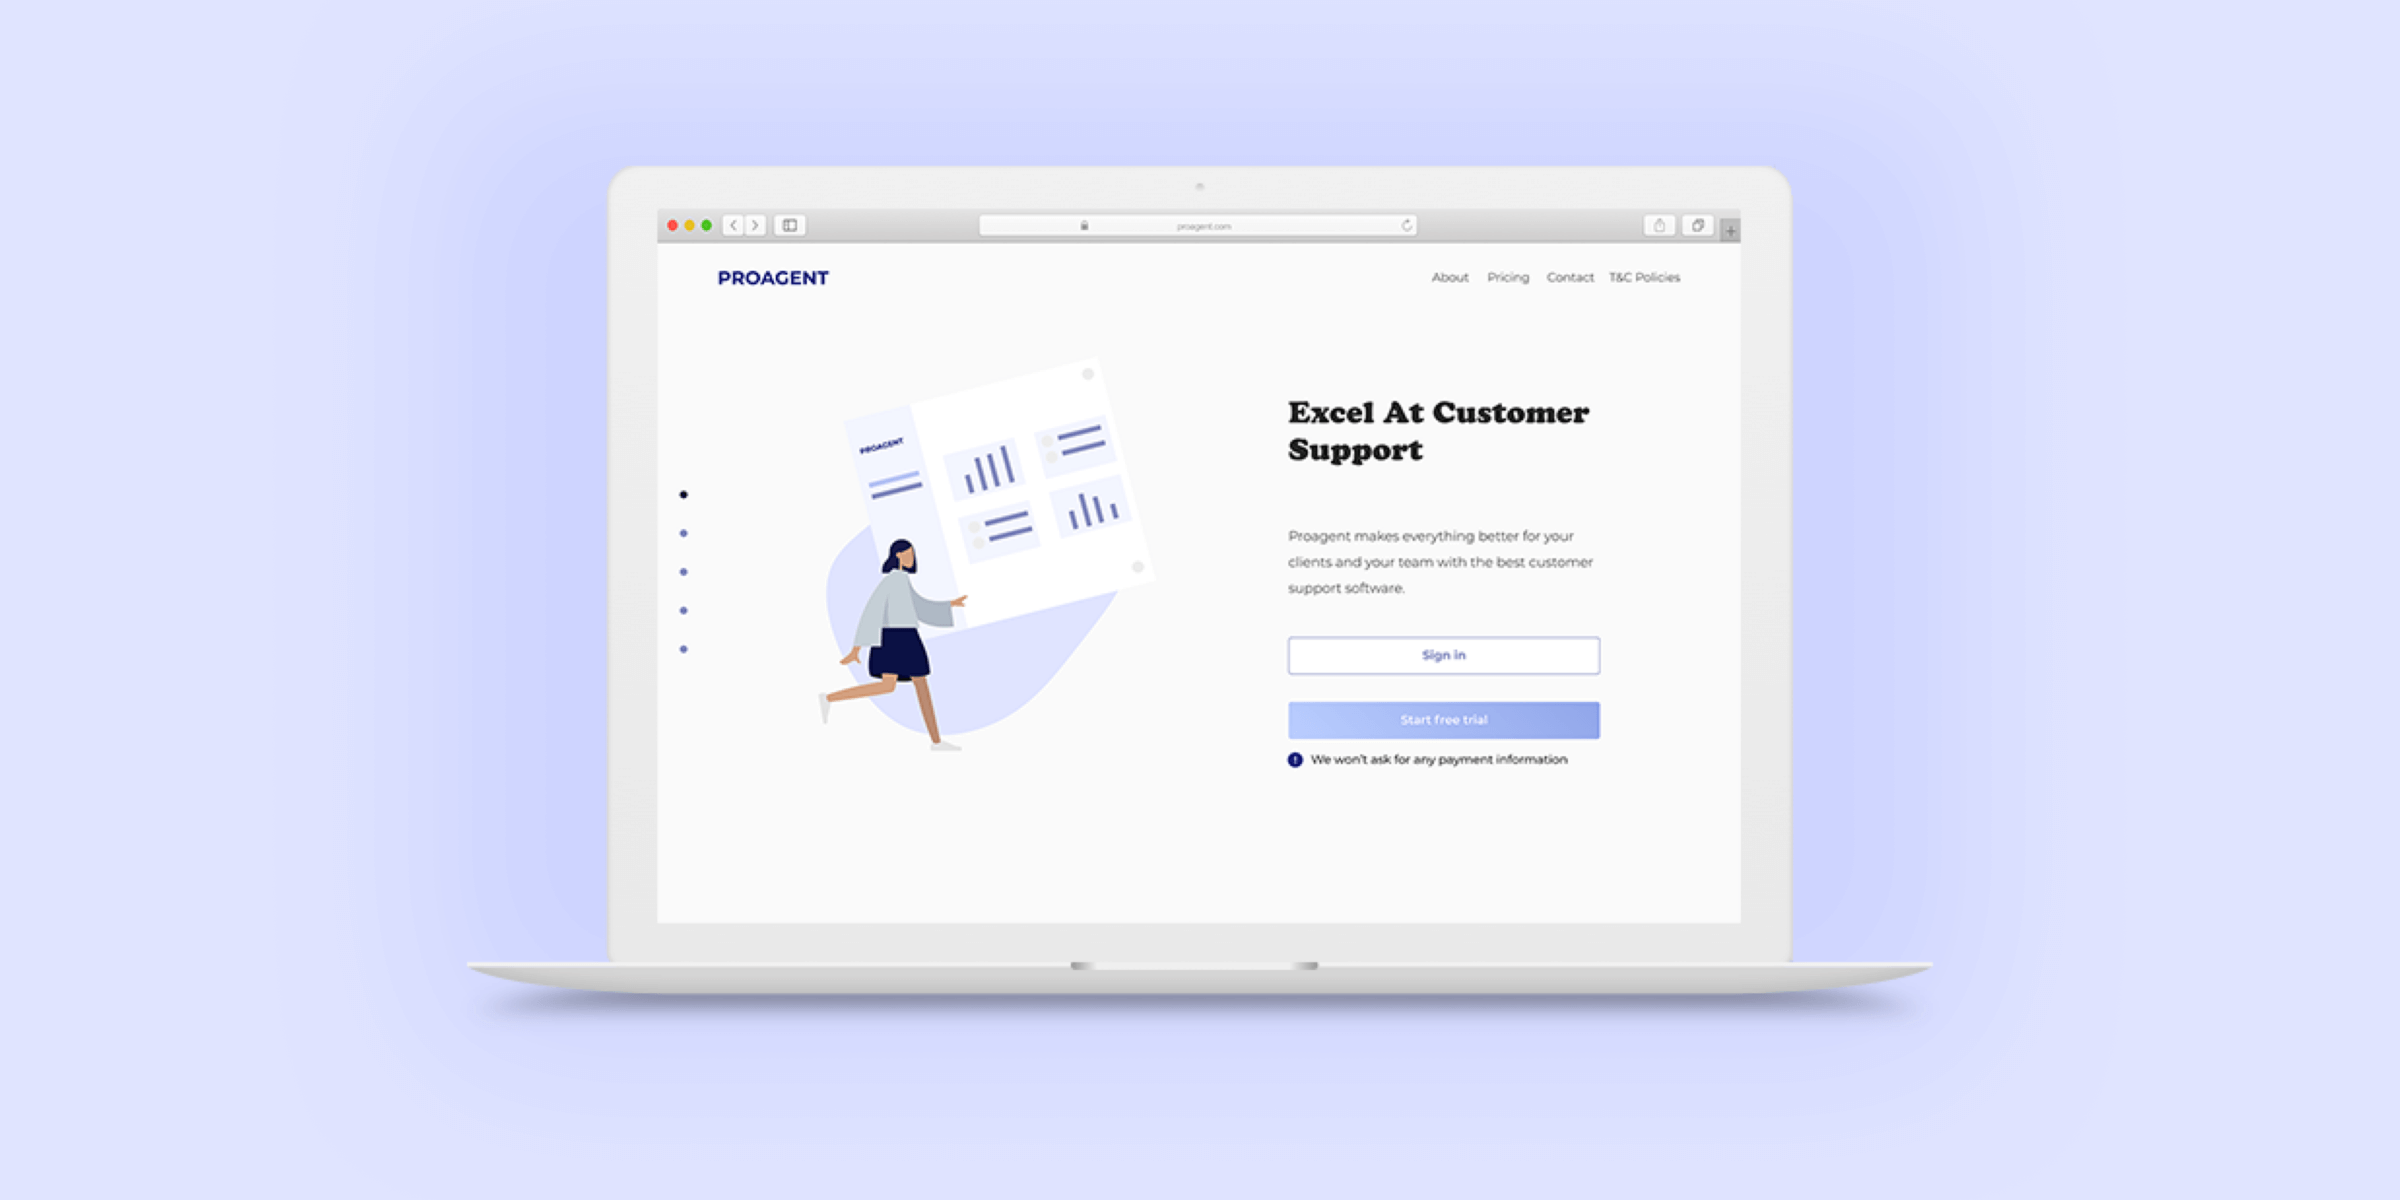 proagent.com
PROAGENT
About Pricing Contact T&C Policies
PROAGENT
Excel At Customer
Support
Proagent makes everything better for your
clients and your team with the best customer
support software.
Sign in
Start free trial
We won't ask for any payment information